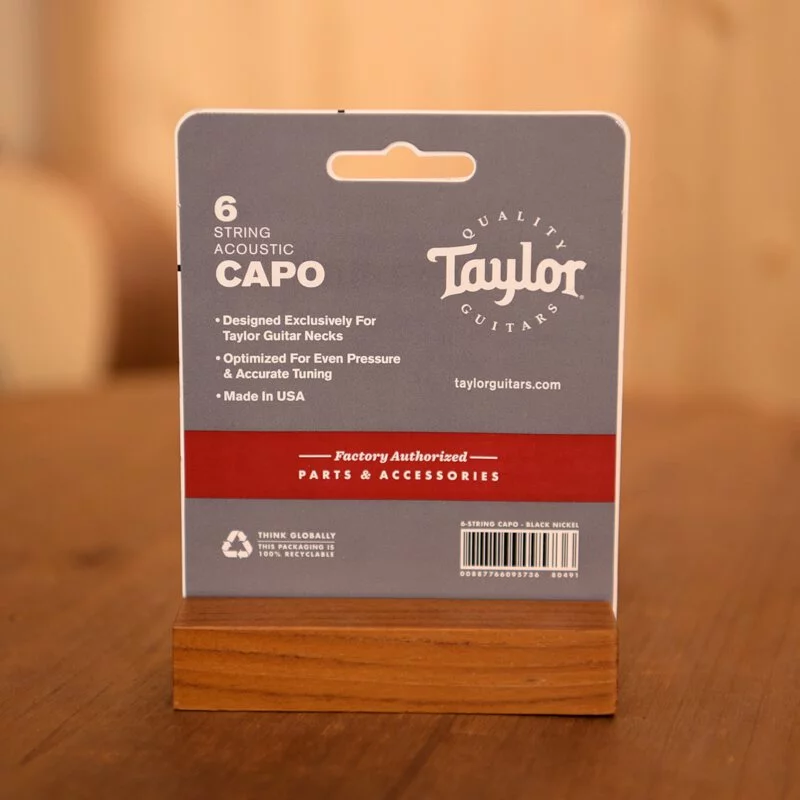 6
STRING
ACOUSTIC
CAPO
• Designed Exclusively For
Taylor Guitar Necks
• Optimized For Even Pressure
& Accurate Tuning
• Made In USA
QUALITY
Taylor®
GUITARS
taylorguitars.com
Factory Authorized
PARTS & ACCESSORIES
THINK GLOBALLY
THIS PACKAGING IS
100% RECYCLABLE
6-STRING CAPO - BLACK NICKEL
00887766095736 80491